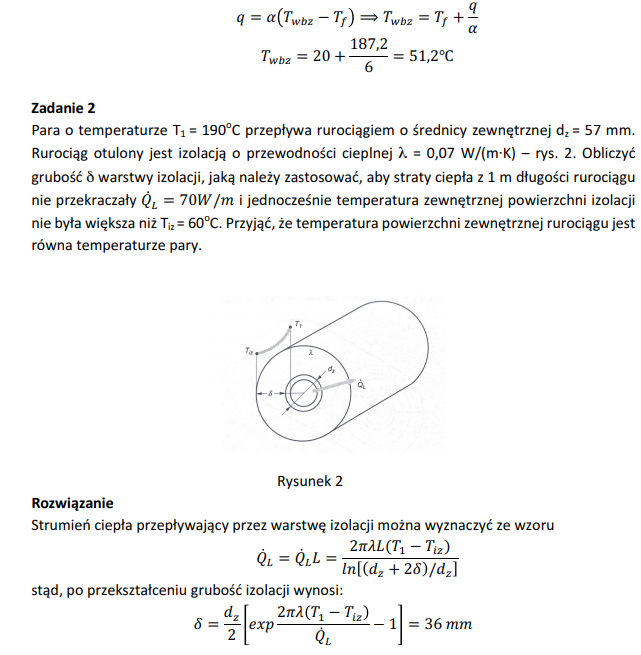 q = α(T_wbz − T_f) ⟹ T_wbz = T_f + q/α
T_wbz = 20 + 187,2/6 = 51,2°C
Zadanie 2
Para o temperaturze T₁ = 190°C przepływa rurociągiem o średnicy zewnętrznej d_z = 57 mm.
Rurociąg otulony jest izolacją o przewodności cieplnej λ = 0,07 W/(m·K) – rys. 2. Obliczyć
grubość δ warstwy izolacji, jaką należy zastosować, aby straty ciepła z 1 m długości rurociągu
nie przekraczały Q̇_L = 70W/m i jednocześnie temperatura zewnętrznej powierzchni izolacji
nie była większa niż T_iz = 60°C. Przyjąć, że temperatura powierzchni zewnętrznej rurociągu jest
równa temperaturze pary.
T₁
T_iz
λ
d_z
δ
Q̇_L
Rysunek 2
Rozwiązanie
Strumień ciepła przepływający przez warstwę izolacji można wyznaczyć ze wzoru
Q̇_L = Q̇_L L = 2πλL(T₁ − T_iz) / ln[(d_z + 2δ)/d_z]
stąd, po przekształceniu grubość izolacji wynosi:
δ = d_z/2 [exp 2πλ(T₁ − T_iz)/Q̇_L − 1] = 36 mm